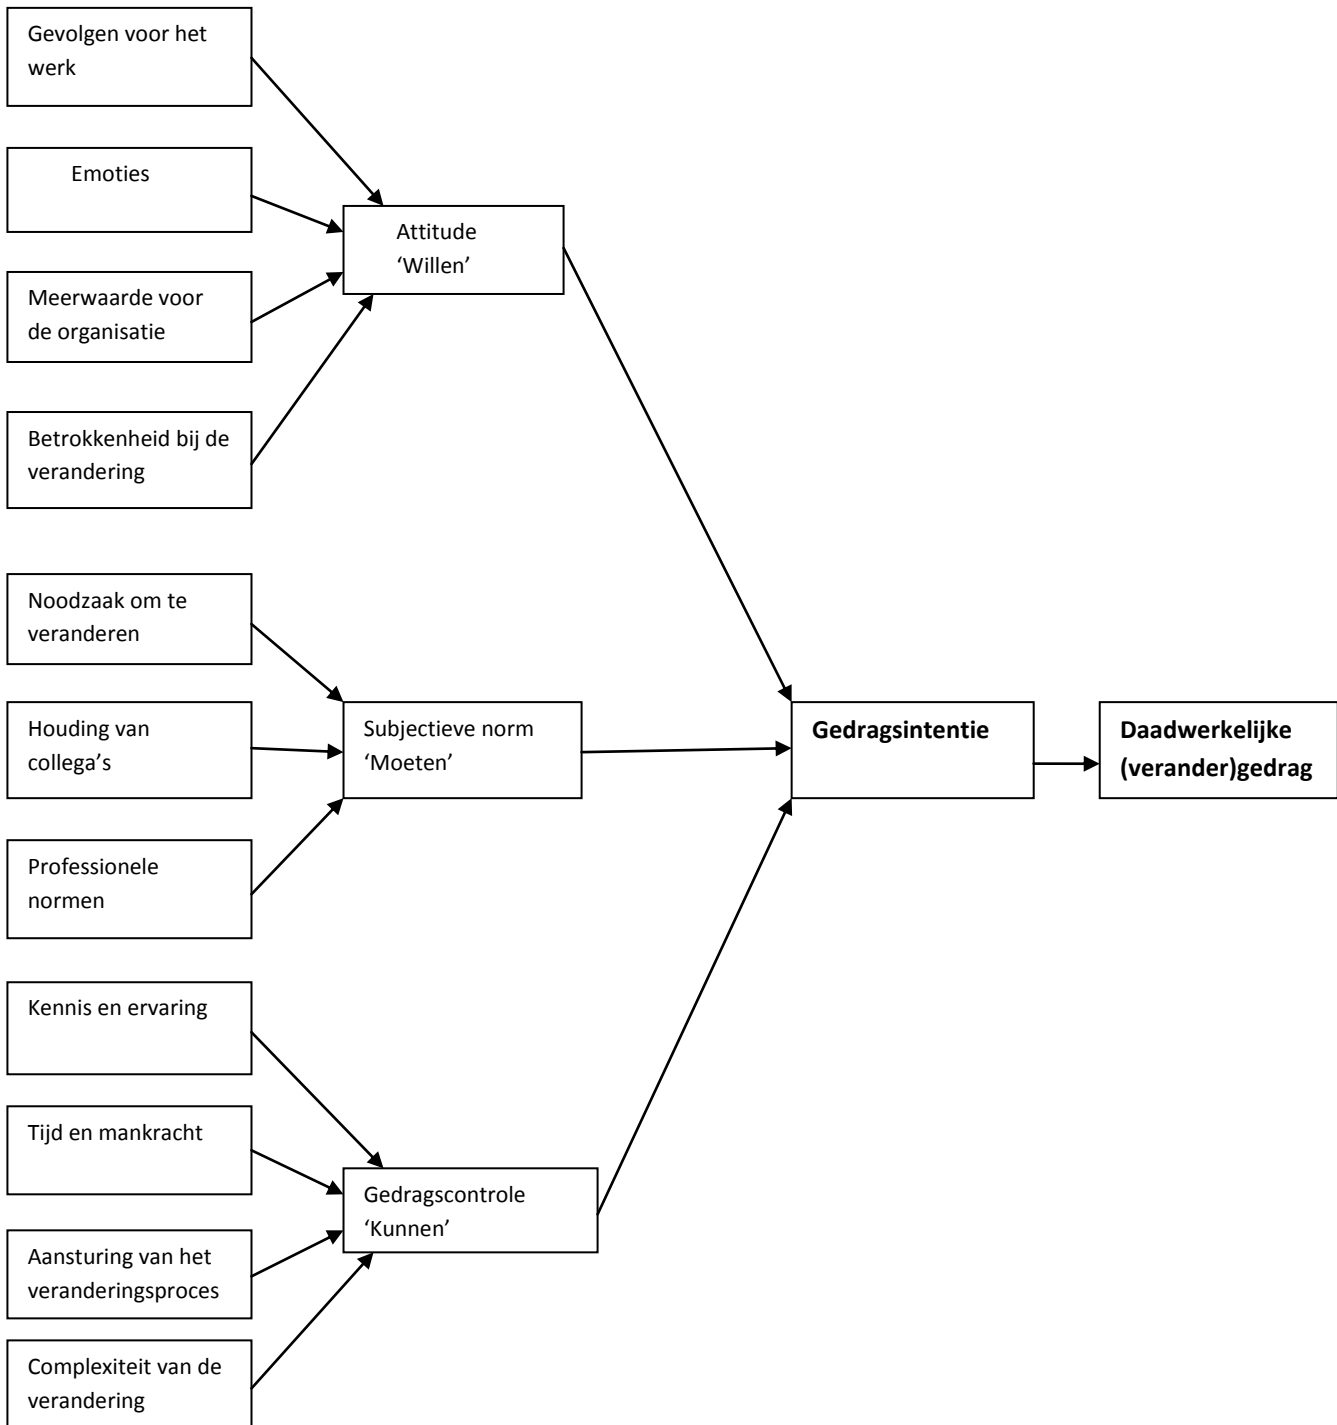 Gevolgen voor het
werk
Emoties
Meerwaarde voor
de organisatie
Betrokkenheid bij de
verandering
Attitude
‘Willen’
Noodzaak om te
veranderen
Houding van
collega’s
Professionele
normen
Subjectieve norm
‘Moeten’
Kennis en ervaring
Tijd en mankracht
Aansturing van het
veranderingsproces
Complexiteit van de
verandering
Gedragscontrole
‘Kunnen’
Gedragsintentie
Daadwerkelijke
(verander)gedrag